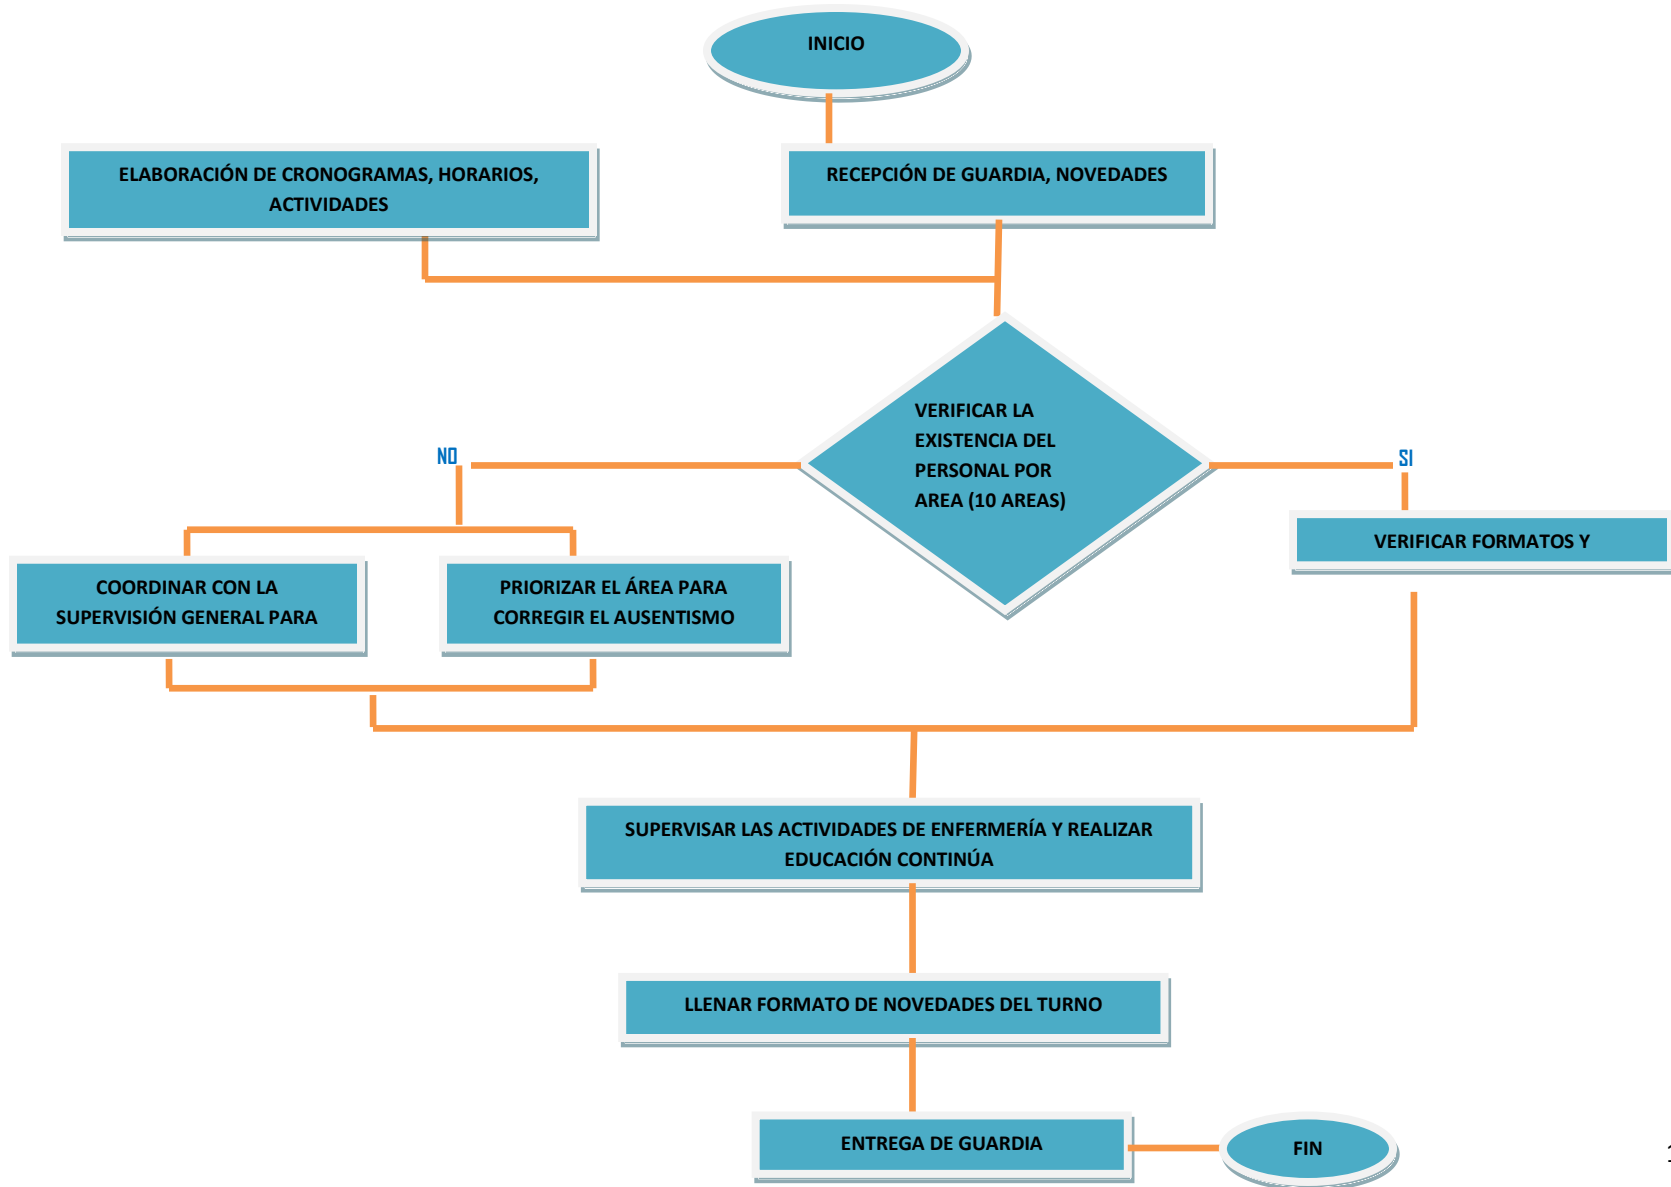 INICIO
ELABORACIÓN DE CRONOGRAMAS, HORARIOS,
ACTIVIDADES
RECEPCIÓN DE GUARDIA, NOVEDADES
VERIFICAR LA
EXISTENCIA DEL
PERSONAL POR
AREA (10 AREAS)
NO
SI
COORDINAR CON LA
SUPERVISIÓN GENERAL PARA
PRIORIZAR EL ÁREA PARA
CORREGIR EL AUSENTISMO
VERIFICAR FORMATOS Y
SUPERVISAR LAS ACTIVIDADES DE ENFERMERÍA Y REALIZAR
EDUCACIÓN CONTINÚA
LLENAR FORMATO DE NOVEDADES DEL TURNO
ENTREGA DE GUARDIA
FIN